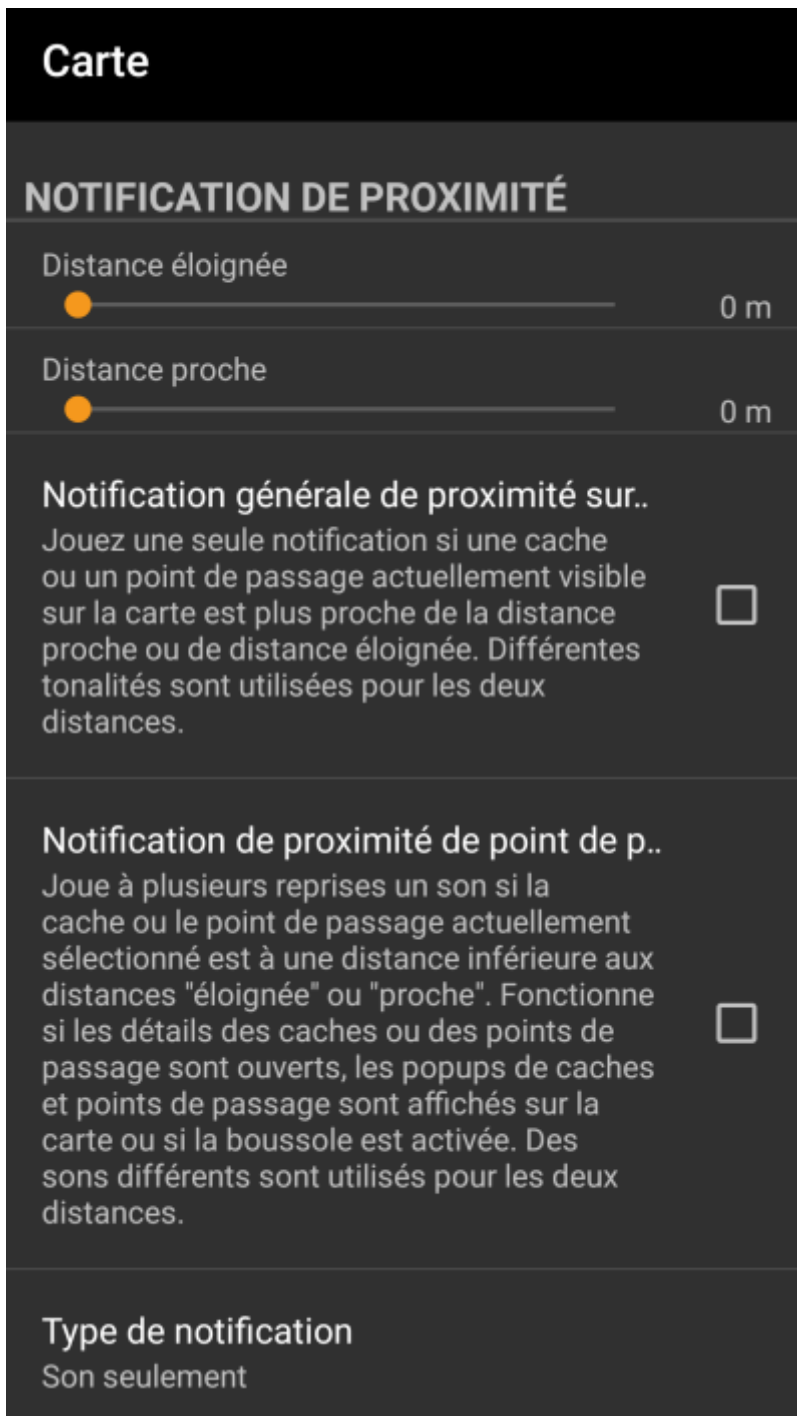 Carte
NOTIFICATION DE PROXIMITÉ
Distance éloignée
0 m
Distance proche
0 m
Notification générale de proximité sur..
Jouez une seule notification si une cache
ou un point de passage actuellement visible
sur la carte est plus proche de la distance
proche ou de distance éloignée. Différentes
tonalités sont utilisées pour les deux
distances.
Notification de proximité de point de p..
Joue à plusieurs reprises un son si la
cache ou le point de passage actuellement
sélectionné est à une distance inférieure aux
distances "éloignée" ou "proche". Fonctionne
si les détails des caches ou des points de
passage sont ouverts, les popups de caches
et points de passage sont affichés sur la
carte ou si la boussole est activée. Des
sons différents sont utilisés pour les deux
distances.
Type de notification
Son seulement